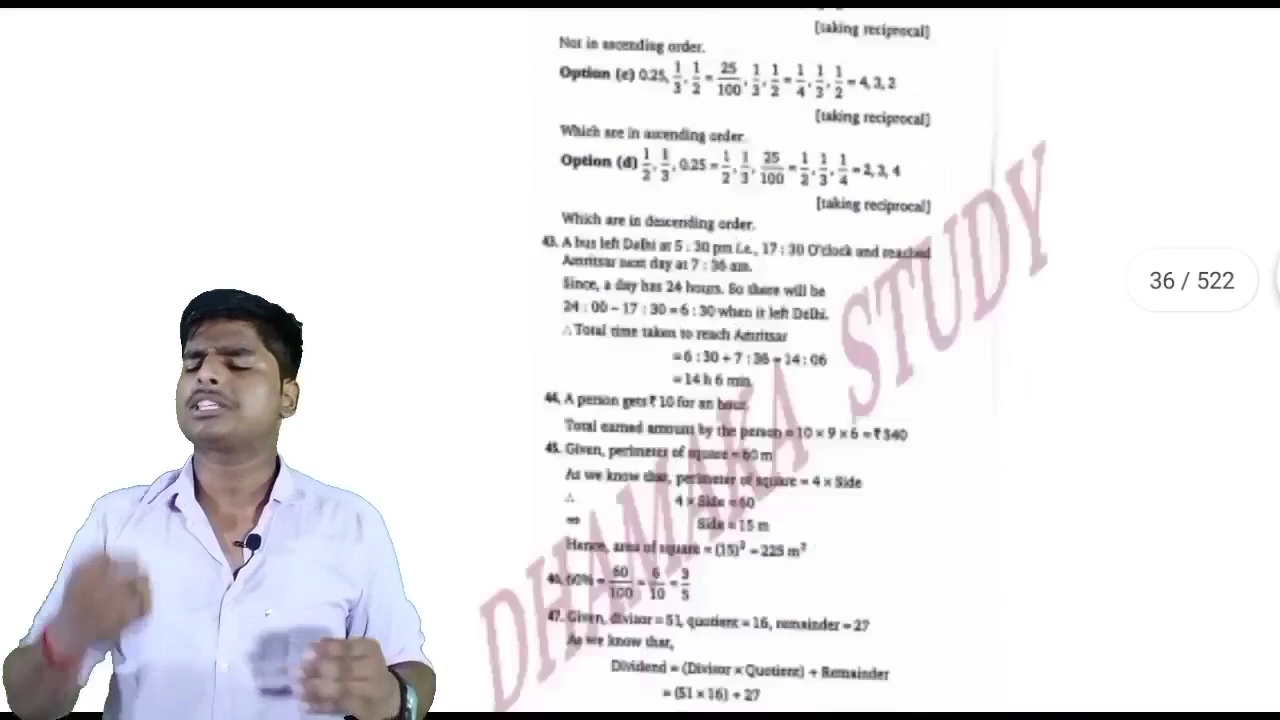 [taking reciprocal]
Not in ascending order.
Option (c) 0.25, 1/3, 1/2 = 25/100, 1/3, 1/2 = 1/4, 1/3, 1/2 = 4, 3, 2
[taking reciprocal]
Which are in ascending order.
Option (d) 1/2, 1/3, 0.25 = 1/2, 1/3, 25/100 = 1/2, 1/3, 1/4 = 2, 3, 4
[taking reciprocal]
Which are in descending order.
43. A bus left Delhi at 5 : 30 pm i.e., 17 : 30 O'clock and reached
Amritsar next day at 7 : 36 am.
Since, a day has 24 hours. So there will be
24 : 00 – 17 : 30 = 6 : 30 when it left Delhi.
∴ Total time taken to reach Amritsar
= 6 : 30 + 7 : 36 = 14 : 06
= 14 h 6 min
44. A person gets ₹ 10 for an hour.
Total earned amount by the person = 10 × 9 × 6 = ₹ 540
45. Given, perimeter of square = 60 m
As we know that, perimeter of square = 4 × Side
∴ 4 × Side = 60
⇒ Side = 15 m
Hence, area of square = (15)² = 225 m²
46. 60% = 60/100 = 6/10 = 3/5
47. Given, divisor = 51, quotient = 16, remainder = 27
As we know that,
Dividend = (Divisor × Quotient) + Remainder
= (51 × 16) + 27
DHAMAKA STUDY
36 / 522